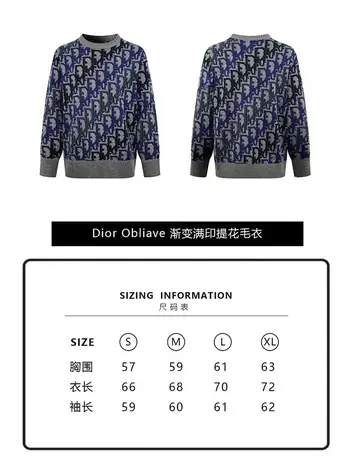 Dior Obliave 渐变满印提花毛衣
SIZING INFORMATION
尺码表
SIZE S M L XL
胸围 57 59 61 63
衣长 66 68 70 72
袖长 59 60 61 62